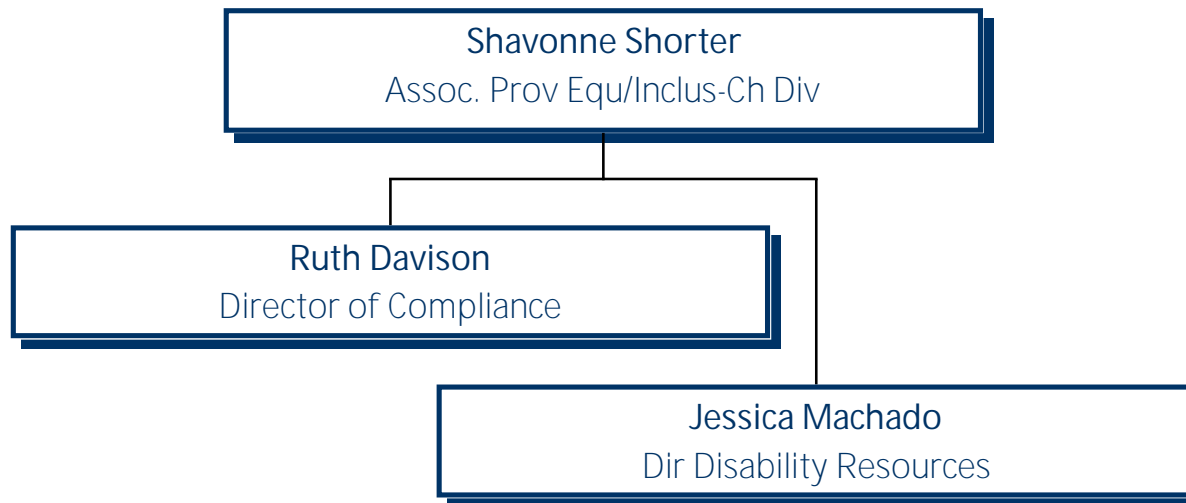 Shavonne Shorter
Assoc. Prov Equ/Inclus-Ch Div
Ruth Davison
Director of Compliance
Jessica Machado
Dir Disability Resources